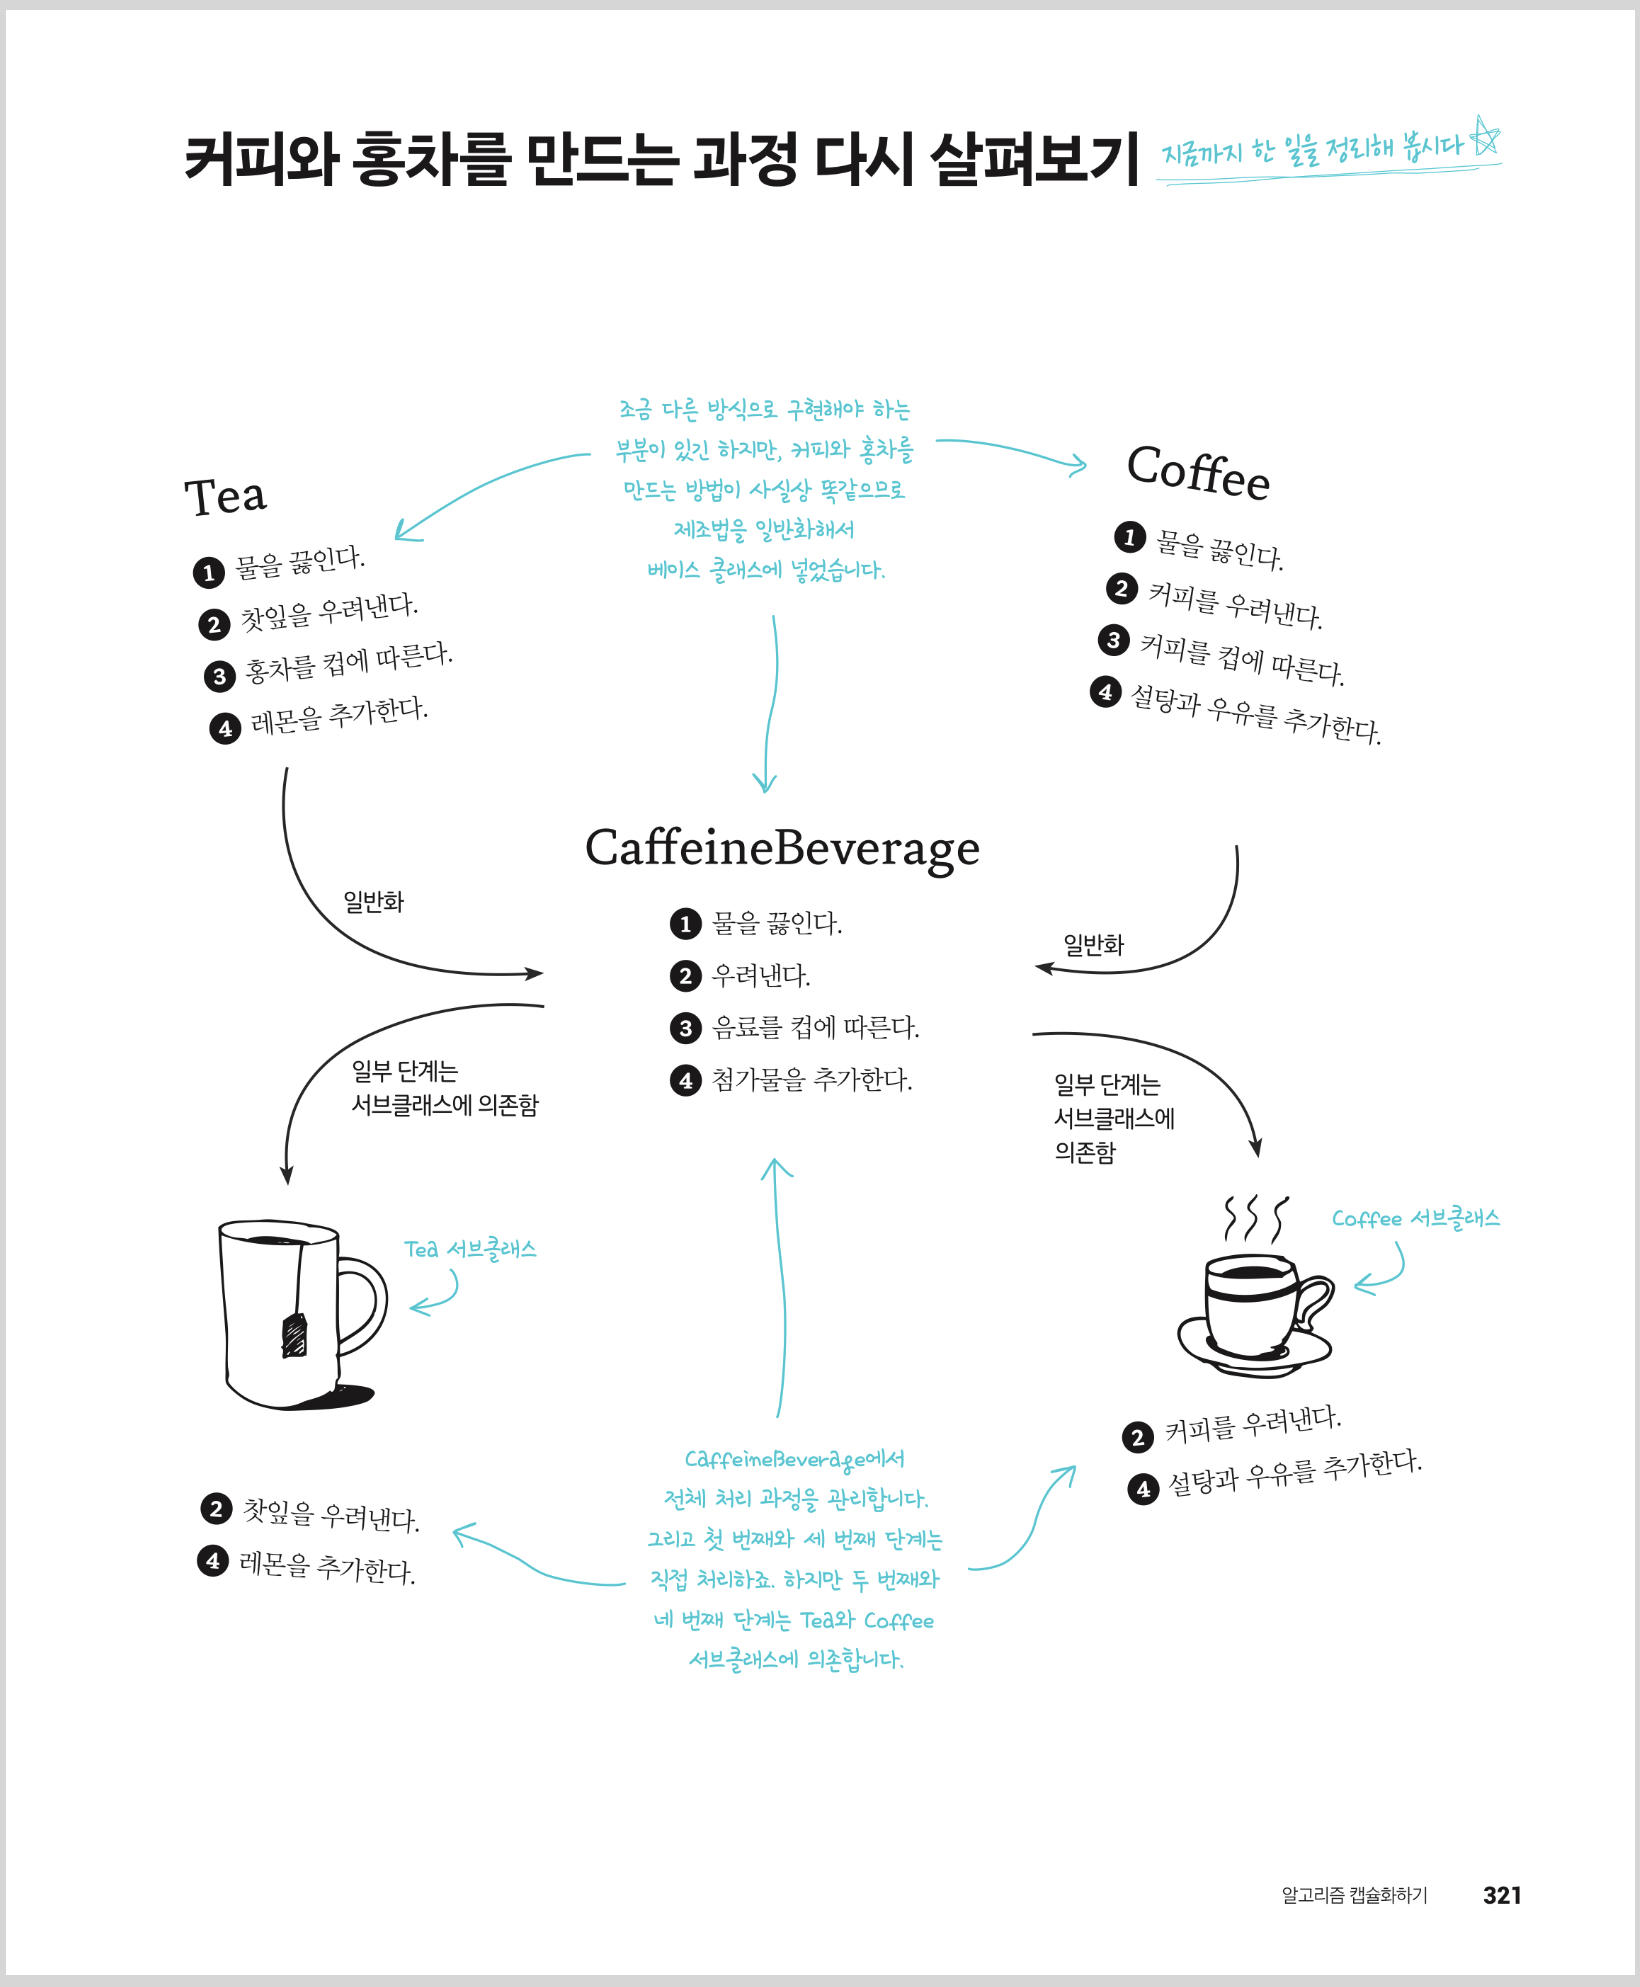 커피와 홍차를 만드는 과정 다시 살펴보기
지금까지 한 일을 정리해 봅시다
조금 다른 방식으로 구현해야 하는
부분이 있긴 하지만, 커피와 홍차를
만드는 방법이 사실상 똑같으므로
제조법을 일반화해서
베이스 클래스에 넣었습니다.
Tea
1 물을 끓인다.
2 찻잎을 우려낸다.
3 홍차를 컵에 따른다.
4 레몬을 추가한다.
Coffee
1 물을 끓인다.
2 커피를 우려낸다.
3 커피를 컵에 따른다.
4 설탕과 우유를 추가한다.
CaffeineBeverage
1 물을 끓인다.
2 우려낸다.
3 음료를 컵에 따른다.
4 첨가물을 추가한다.
일반화
일반화
일부 단계는
서브클래스에 의존함
일부 단계는
서브클래스에
의존함
Tea 서브클래스
Coffee 서브클래스
2 찻잎을 우려낸다.
4 레몬을 추가한다.
CaffeineBeverage에서
전체 처리 과정을 관리합니다.
그리고 첫 번째와 세 번째 단계는
직접 처리하죠. 하지만 두 번째와
네 번째 단계는 Tea와 Coffee
서브클래스에 의존합니다.
2 커피를 우려낸다.
4 설탕과 우유를 추가한다.
알고리즘 캡슐화하기 321